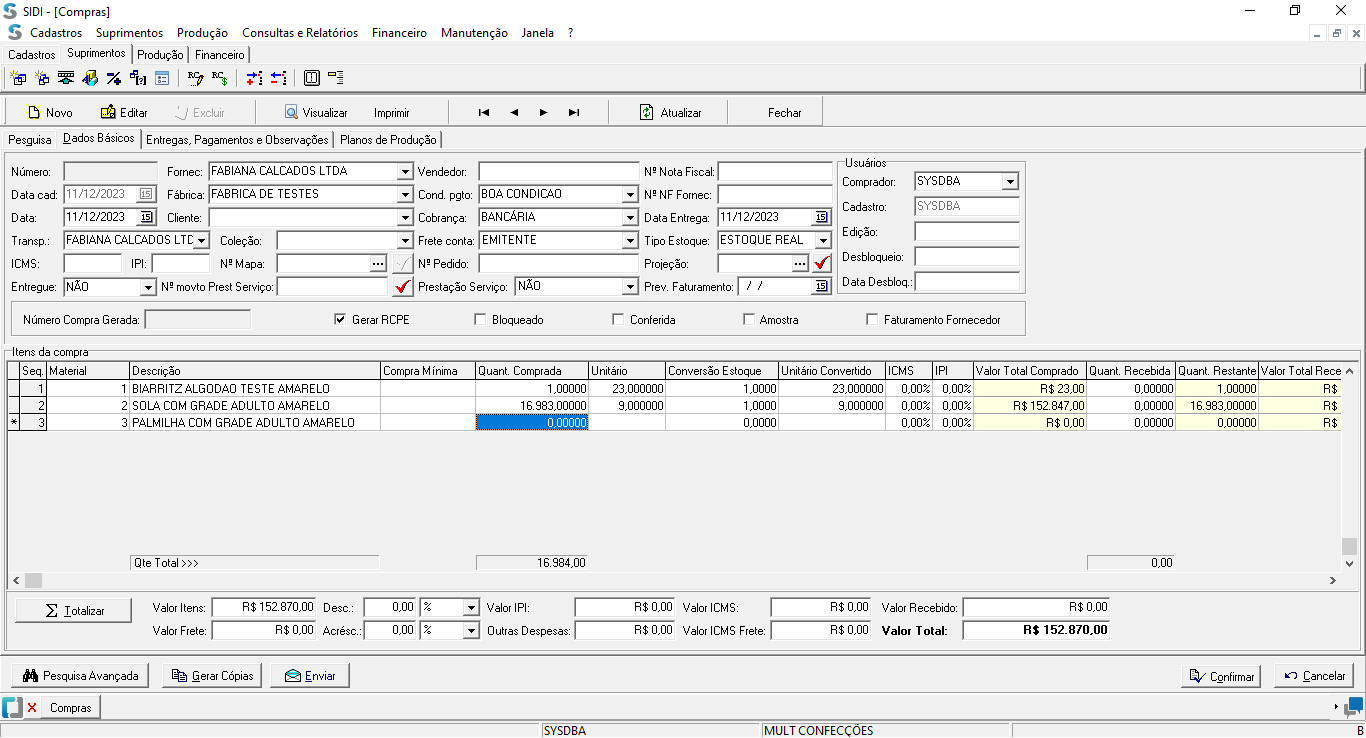 SIDI - [Compras]
Cadastros Suprimentos Produção Consultas e Relatórios Financeiro Manutenção Janela ?
Cadastros Suprimentos Produção Financeiro
Novo Editar Excluir Visualizar Imprimir Atualizar Fechar
Pesquisa Dados Básicos Entregas, Pagamentos e Observações Planos de Produção
Usuários
Número: Fornec: FABIANA CALCADOS LTDA Vendedor: Nº Nota Fiscal: Comprador: SYSDBA
Data cad: 11/12/2023 15 Fábrica: FABRICA DE TESTES Cond. pgto: BOA CONDICAO Nº NF Fornec: Cadastro: SYSDBA
Data: 11/12/2023 15 Cliente: Cobrança: BANCÁRIA Data Entrega: 11/12/2023 15 Edição:
Transp.: FABIANA CALCADOS LTC Coleção: Frete conta: EMITENTE Tipo Estoque: ESTOQUE REAL Desbloqueio:
ICMS: IPI: Nº Mapa: ... Nº Pedido: Projeção: ... Data Desbloq.:
Entregue: NÃO Nº movto Prest Serviço: Prestação Serviço: NÃO Prev. Faturamento: / / 15
Número Compra Gerada: Gerar RCPE Bloqueado Conferida Amostra Faturamento Fornecedor
Itens da compra
Seq. Material Descrição Compra Mínima Quant. Comprada Unitário Conversão Estoque Unitário Convertido ICMS IPI Valor Total Comprado Quant. Recebida Quant. Restante Valor Total Rece
1 1 BIARRITZ ALGODAO TESTE AMARELO 1,00000 23,000000 1,0000 23,000000 0,00% 0,00% R$ 23,00 0,00000 1,00000 R$
2 2 SOLA COM GRADE ADULTO AMARELO 16.983,00000 9,000000 1,0000 9,000000 0,00% 0,00% R$ 152.847,00 0,00000 16.983,00000 R$
* 3 3 PALMILHA COM GRADE ADULTO AMARELO 0,00000 0,0000 0,00% 0,00% R$ 0,00 0,00000 0,00000 R$
Qte Total >>> 16.984,00 0,00
Totalizar Valor Itens: R$ 152.870,00 Desc.: 0,00 % Valor IPI: R$ 0,00 Valor ICMS: R$ 0,00 Valor Recebido: R$ 0,00
Valor Frete: R$ 0,00 Acrésc.: 0,00 % Outras Despesas: R$ 0,00 Valor ICMS Frete: R$ 0,00 Valor Total: R$ 152.870,00
Pesquisa Avançada Gerar Cópias Enviar Confirmar Cancelar
Compras
SYSDBA MULT CONFECÇÕES B